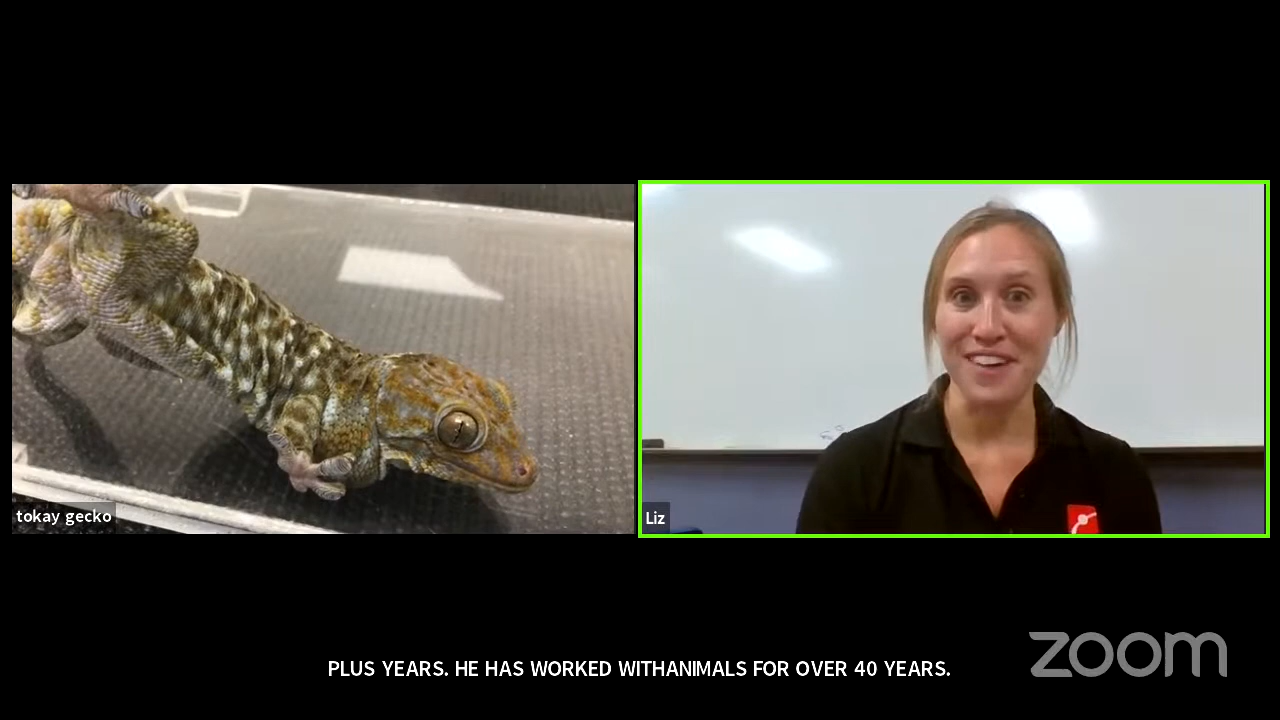 tokay gecko
Liz
PLUS YEARS. HE HAS WORKED WITHANIMALS FOR OVER 40 YEARS.
zoom